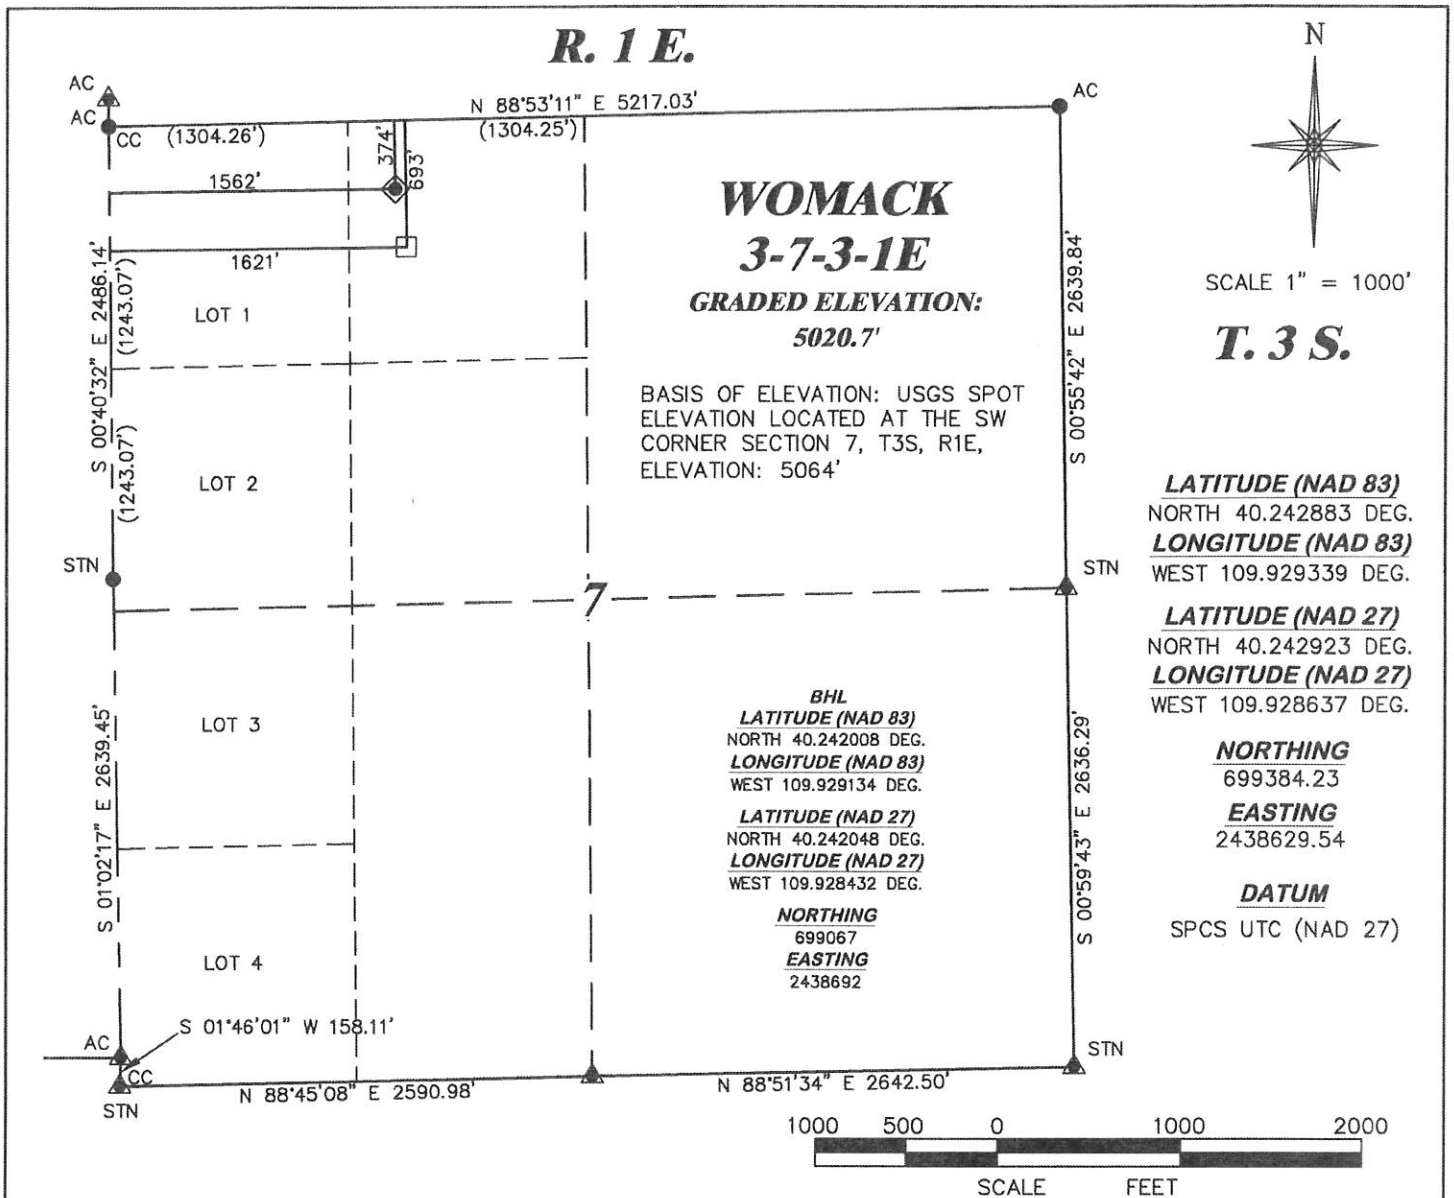 R. 1 E.
N
AC
AC
CC
N 88°53'11" E 5217.03'
AC
(1304.26')
(1304.25')
374'
693'
1562'
1621'
WOMACK
3-7-3-1E
GRADED ELEVATION:
5020.7'
BASIS OF ELEVATION: USGS SPOT
ELEVATION LOCATED AT THE SW
CORNER SECTION 7, T3S, R1E,
ELEVATION: 5064'
SCALE 1" = 1000'
T. 3 S.
S 00°40'32" E 2486.14'
(1243.07')
(1243.07')
S 00°55'42" E 2639.84'
LOT 1
LOT 2
STN
7
STN
LATITUDE (NAD 83)
NORTH 40.242883 DEG.
LONGITUDE (NAD 83)
WEST 109.929339 DEG.
LATITUDE (NAD 27)
NORTH 40.242923 DEG.
LONGITUDE (NAD 27)
WEST 109.928637 DEG.
NORTHING
699384.23
EASTING
2438629.54
DATUM
SPCS UTC (NAD 27)
LOT 3
S 01°02'17" E 2639.45'
BHL
LATITUDE (NAD 83)
NORTH 40.242008 DEG.
LONGITUDE (NAD 83)
WEST 109.929134 DEG.
LATITUDE (NAD 27)
NORTH 40.242048 DEG.
LONGITUDE (NAD 27)
WEST 109.928432 DEG.
NORTHING
699067
EASTING
2438692
S 00°59'43" E 2636.29'
LOT 4
S 01°46'01" W 158.11'
AC
CC
STN
STN
N 88°45'08" E 2590.98'
N 88°51'34" E 2642.50'
1000 500 0 1000 2000
SCALE FEET